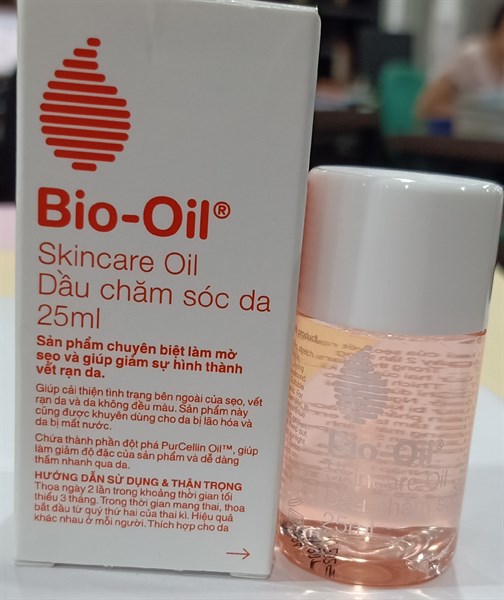 Bio-Oil®
Skincare Oil
Dầu chăm sóc da
25ml
Sản phẩm chuyên biệt làm mờ
sẹo và giúp giảm sự hình thành
vết rạn da.
Giúp cải thiện tình trạng bên ngoài của sẹo, vết
rạn da và da không đều màu. Sản phẩm này
cũng được khuyên dùng cho da bị lão hóa và
da bị mất nước.
Chứa thành phần đột phá PurCellin Oil™, giúp
làm giảm độ đặc của sản phẩm và dễ dàng
thấm nhanh qua da.
HƯỚNG DẪN SỬ DỤNG & THẬN TRỌNG
Thoa ngày 2 lần trong khoảng thời gian tối
thiểu 3 tháng. Trong thời gian mang thai, thoa
bắt đầu từ quý thứ hai của thai kì. Hiệu quả
khác nhau ở mỗi người. Thích hợp cho da
Bio-Oil®
Skincare Oil
25ml